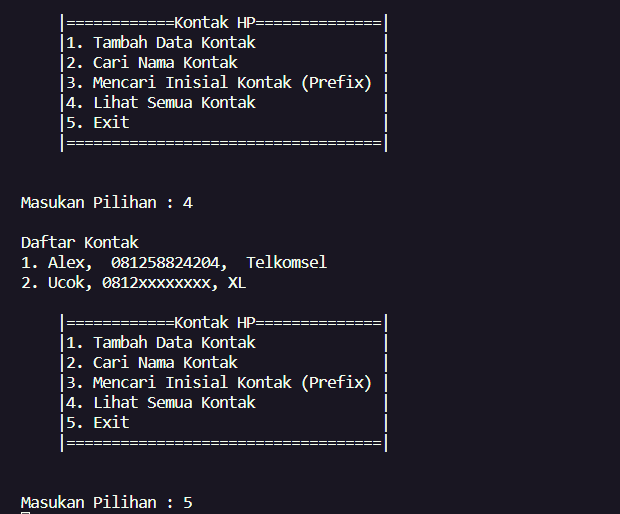 |============Kontak HP==============|
|1. Tambah Data Kontak              |
|2. Cari Nama Kontak                |
|3. Mencari Inisial Kontak (Prefix) |
|4. Lihat Semua Kontak              |
|5. Exit                            |
|===================================|
Masukan Pilihan : 4
Daftar Kontak
1. Alex,  081258824204,  Telkomsel
2. Ucok, 0812xxxxxxxx, XL
|============Kontak HP==============|
|1. Tambah Data Kontak              |
|2. Cari Nama Kontak                |
|3. Mencari Inisial Kontak (Prefix) |
|4. Lihat Semua Kontak              |
|5. Exit                            |
|===================================|
Masukan Pilihan : 5